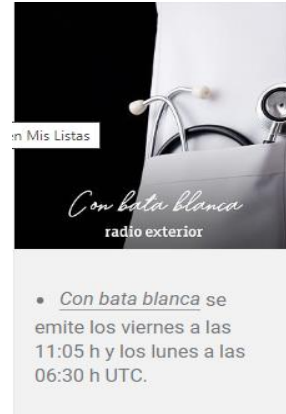 en Mis Listas
Con bata blanca
radio exterior
• Con bata blanca se
emite los viernes a las
11:05 h y los lunes a las
06:30 h UTC.